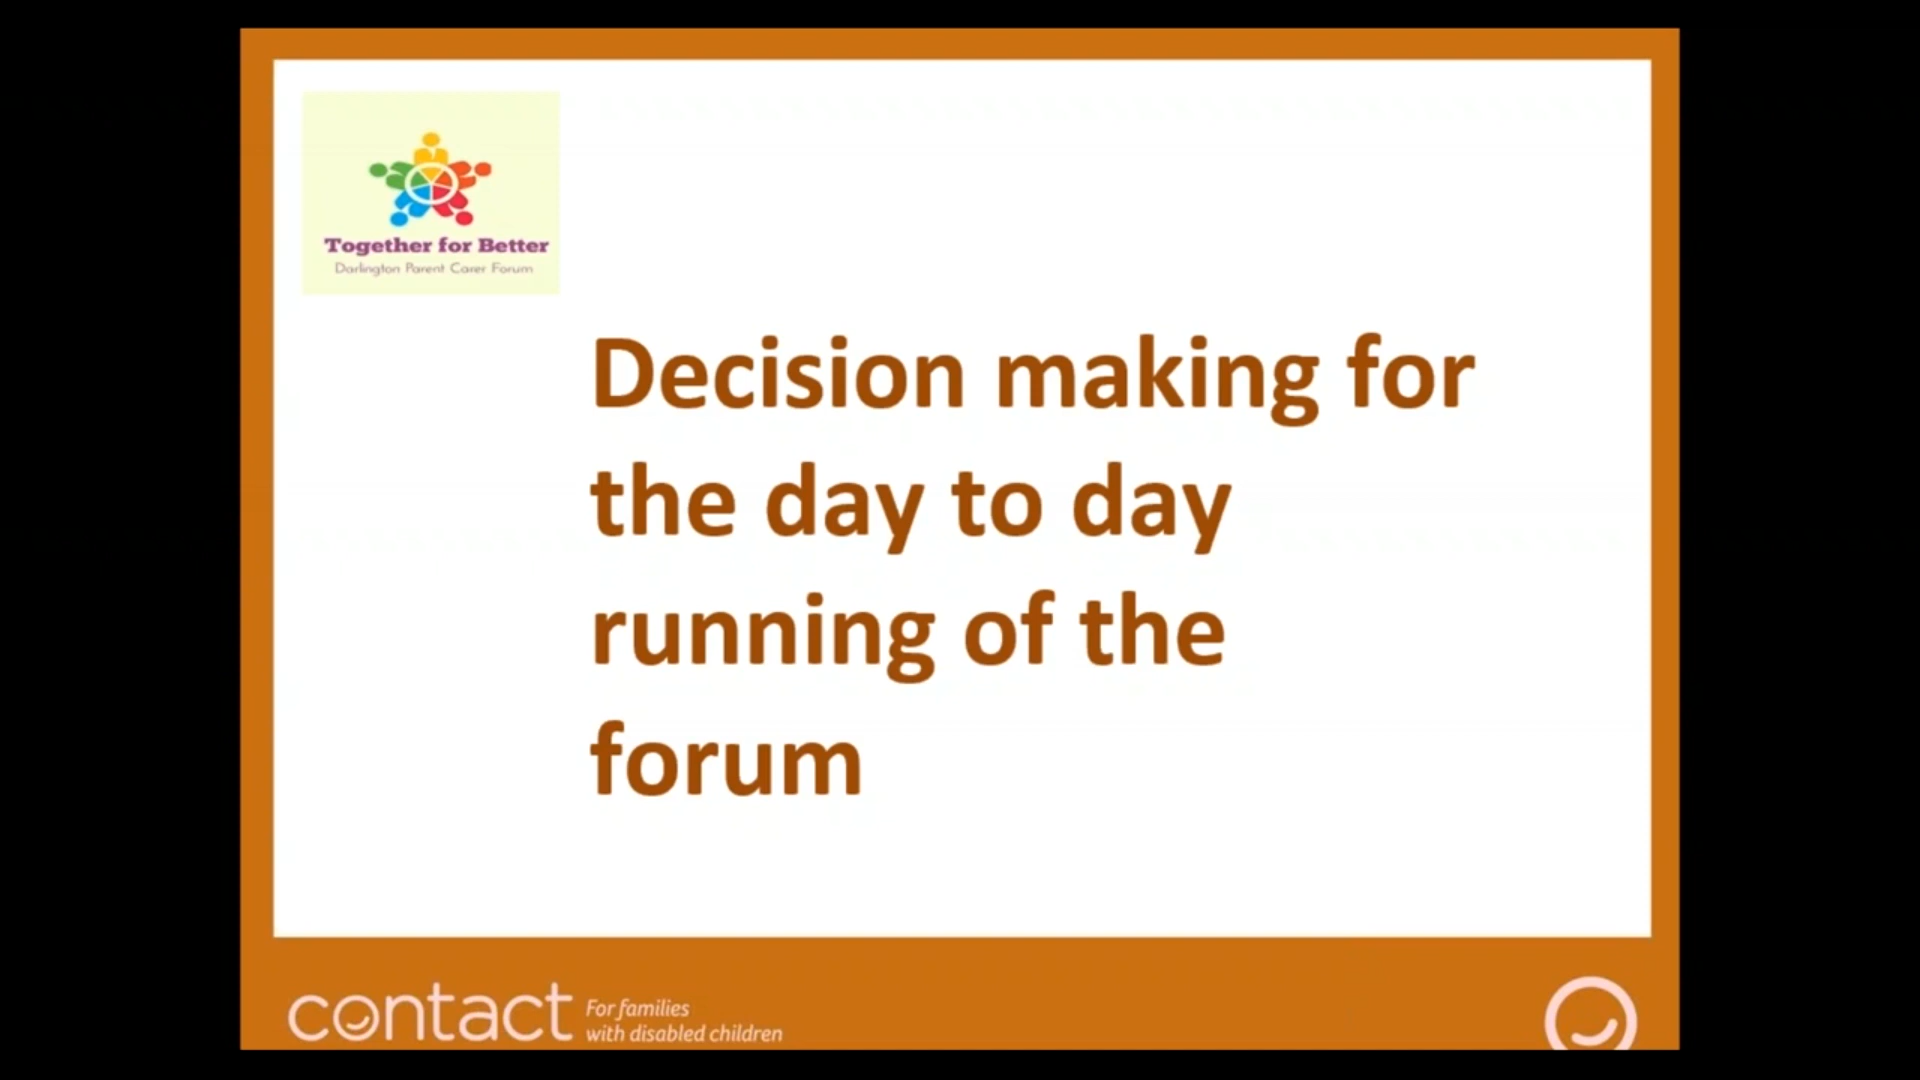 Together for Better
Darlington Parent Carer Forum
Decision making for
the day to day
running of the
forum
contact
For families
with disabled children